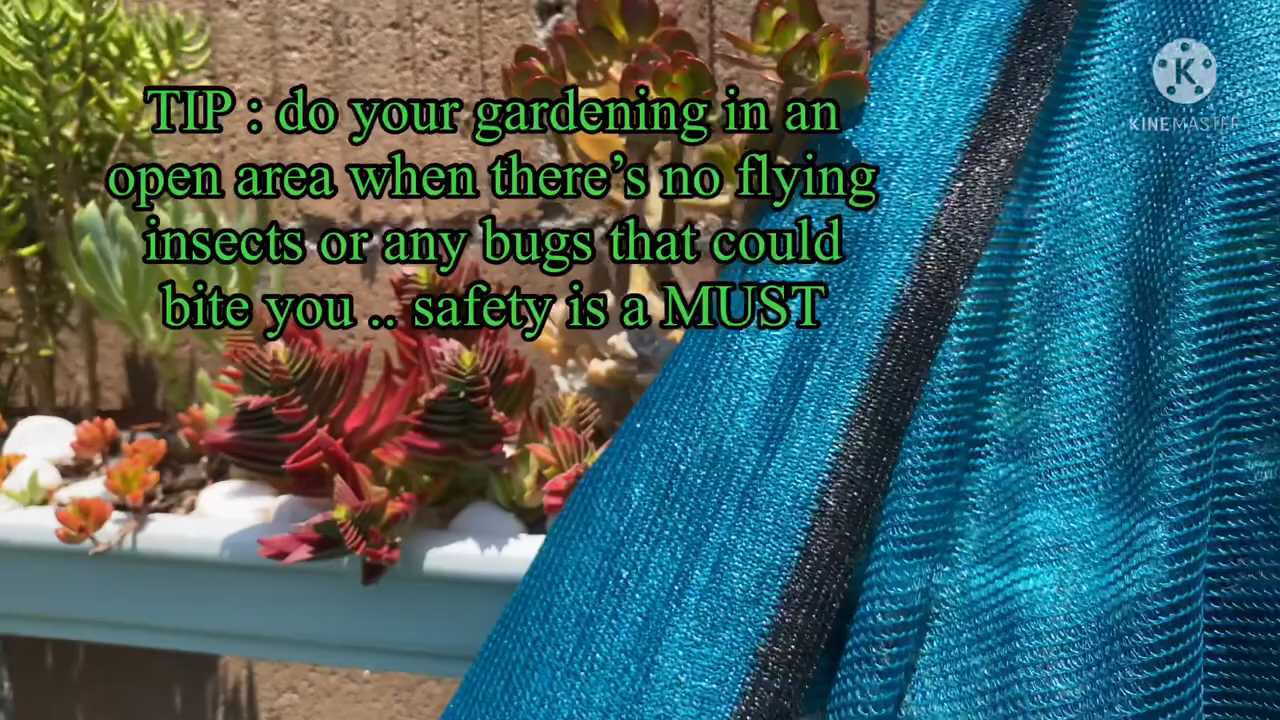 TIP : do your gardening in an
open area when there’s no flying
insects or any bugs that could
bite you .. safety is a MUST
K
KINEMASTER